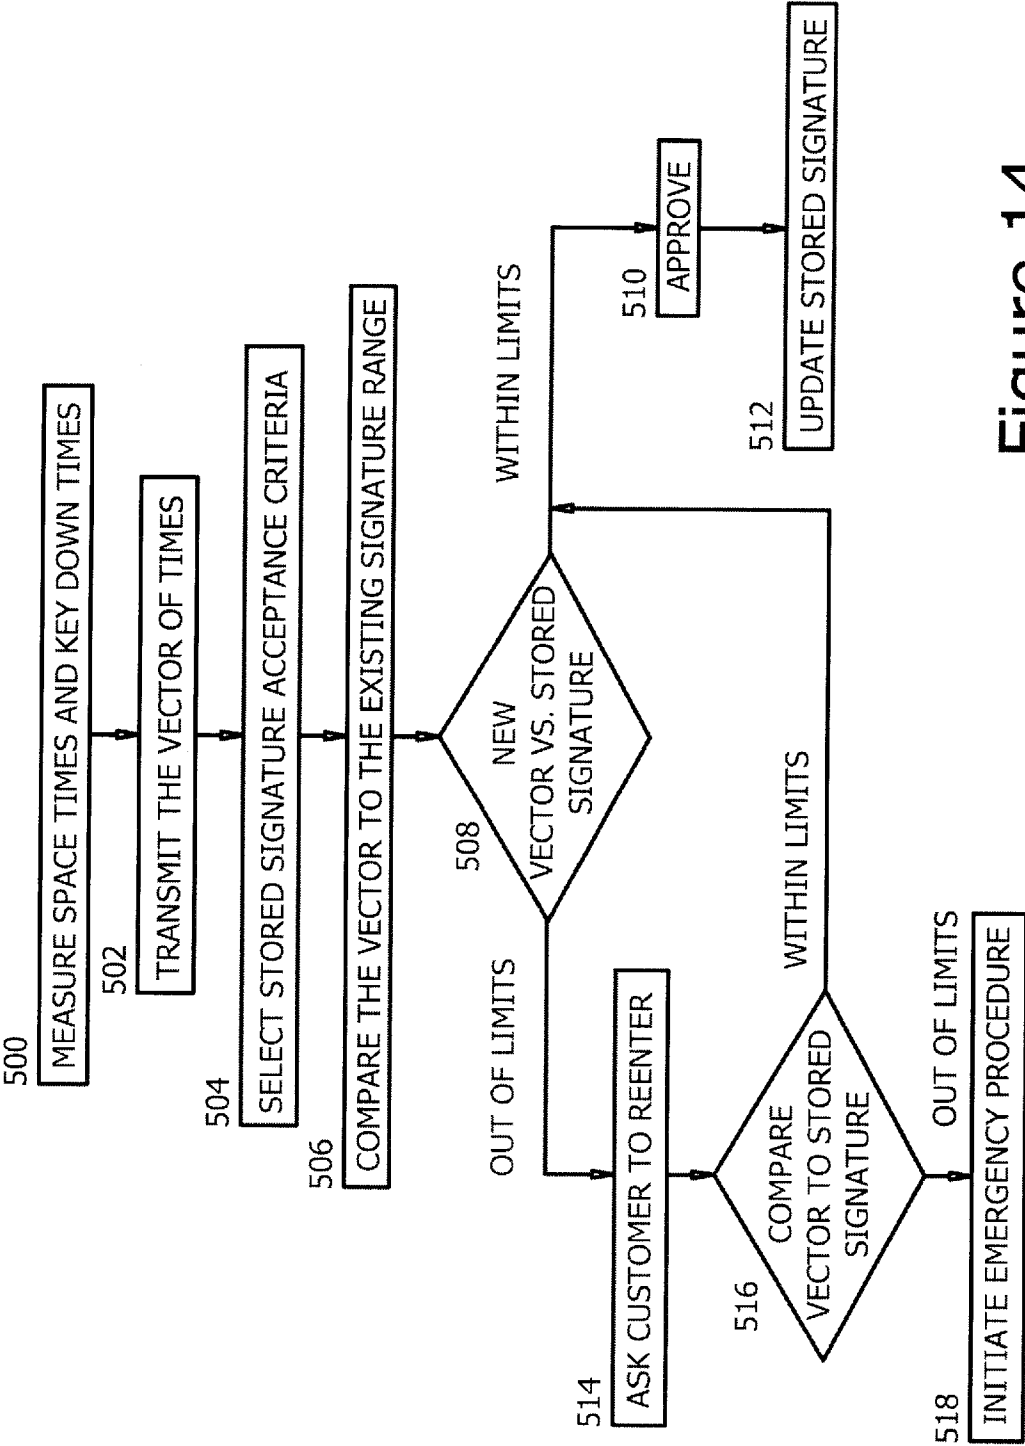 500
MEASURE SPACE TIMES AND KEY DOWN TIMES
502
TRANSMIT THE VECTOR OF TIMES
504
SELECT STORED SIGNATURE ACCEPTANCE CRITERIA
506
COMPARE THE VECTOR TO THE EXISTING SIGNATURE RANGE
508
NEW
VECTOR VS. STORED
SIGNATURE
OUT OF LIMITS
WITHIN LIMITS
510
APPROVE
512
UPDATE STORED SIGNATURE
514
ASK CUSTOMER TO REENTER
516
COMPARE
VECTOR TO STORED
SIGNATURE
WITHIN LIMITS
OUT OF LIMITS
518
INITIATE EMERGENCY PROCEDURE
Figure 14